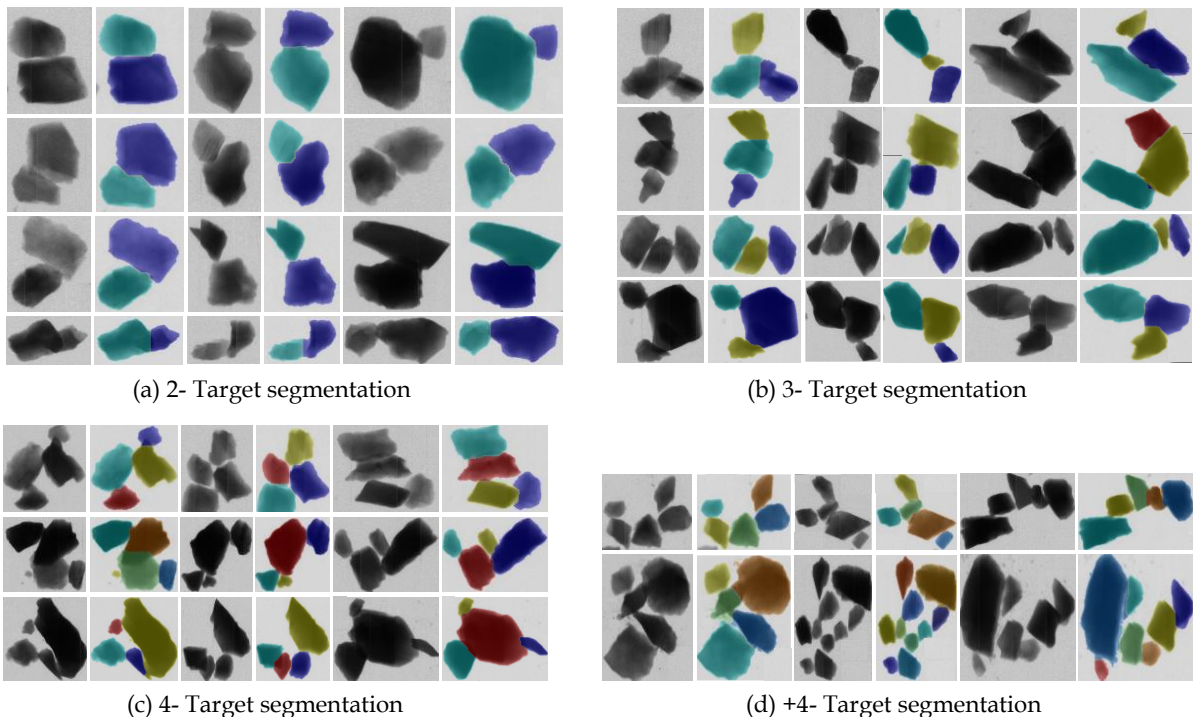 (a) 2- Target segmentation
(b) 3- Target segmentation
(c) 4- Target segmentation
(d) +4- Target segmentation